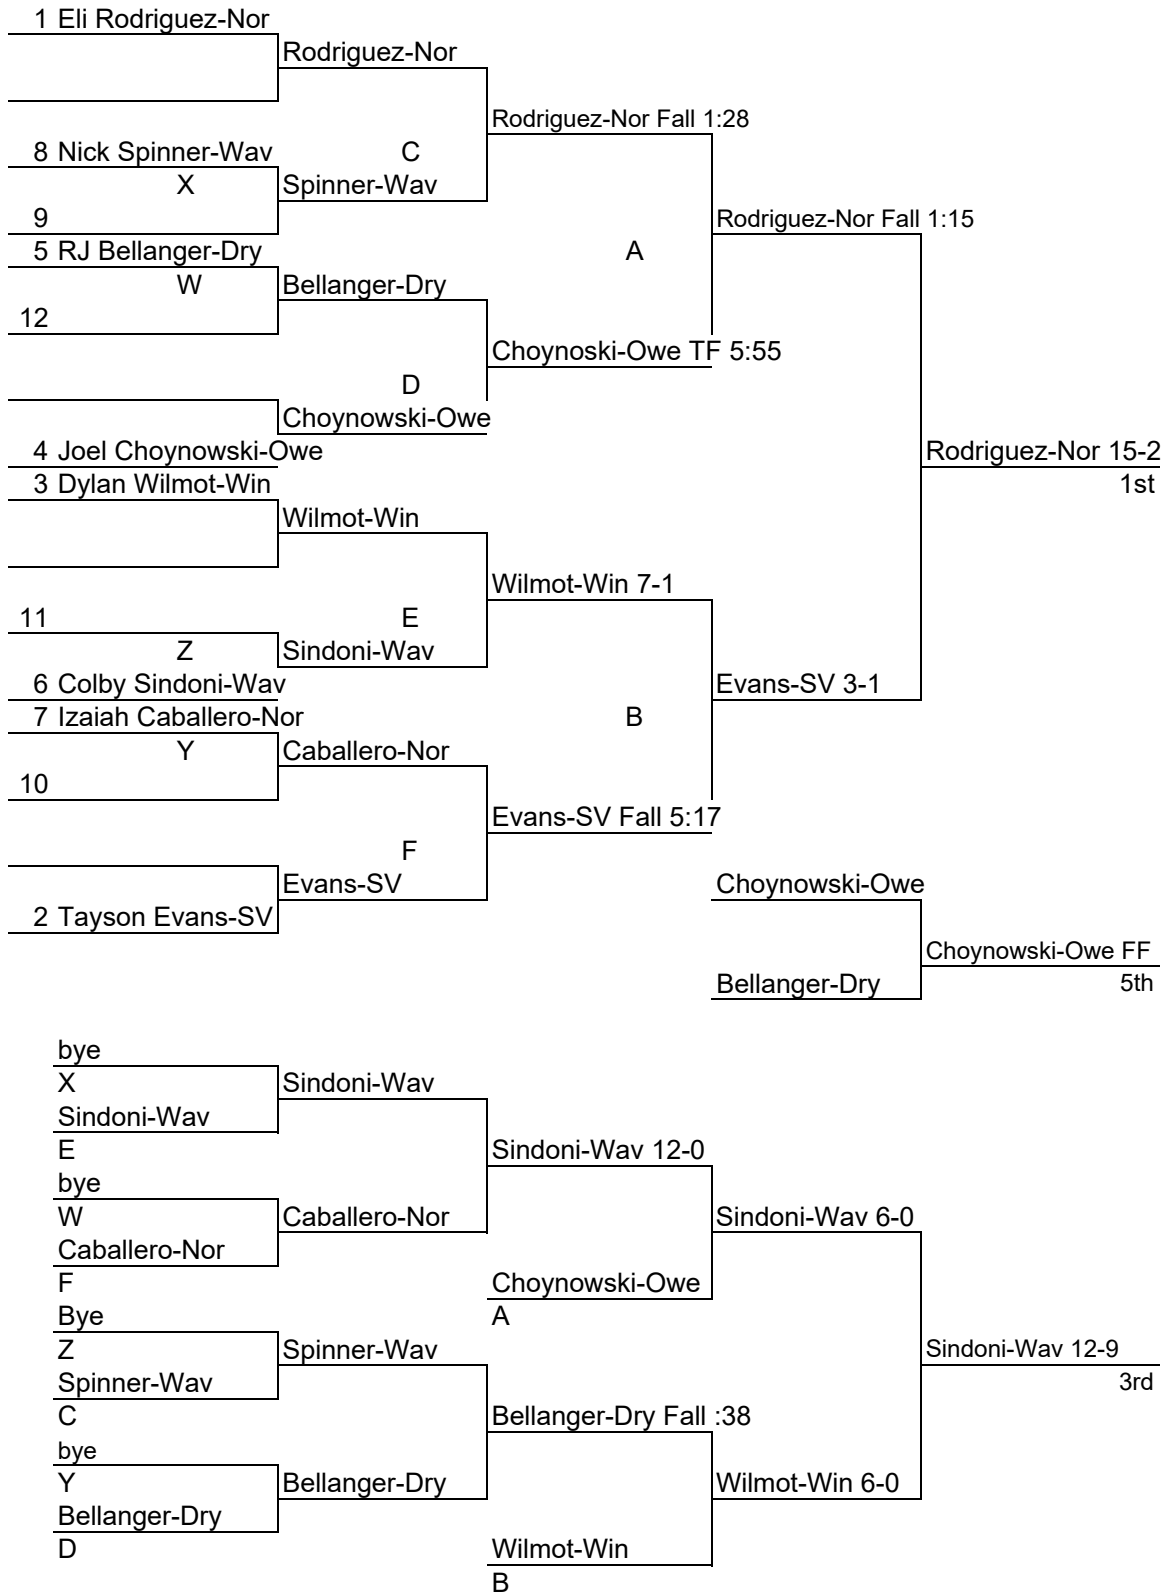 1 Eli Rodriguez-Nor
Rodriguez-Nor
Rodriguez-Nor Fall 1:28
8 Nick Spinner-Wav C
X Spinner-Wav
9 Rodriguez-Nor Fall 1:15
5 RJ Bellanger-Dry A
W Bellanger-Dry
12
Choynoski-Owe TF 5:55
D
Choynowski-Owe
4 Joel Choynowski-Owe Rodriguez-Nor 15-2
3 Dylan Wilmot-Win 1st
Wilmot-Win
Wilmot-Win 7-1
11 E
Z Sindoni-Wav
6 Colby Sindoni-Wav Evans-SV 3-1
7 Izaiah Caballero-Nor B
Y Caballero-Nor
10
Evans-SV Fall 5:17
F
Evans-SV Choynowski-Owe
2 Tayson Evans-SV
Choynowski-Owe FF
Bellanger-Dry 5th
bye
X Sindoni-Wav
Sindoni-Wav
E Sindoni-Wav 12-0
bye
W Caballero-Nor Sindoni-Wav 6-0
Caballero-Nor
F Choynowski-Owe
Bye A
Z Spinner-Wav Sindoni-Wav 12-9
Spinner-Wav 3rd
C Bellanger-Dry Fall :38
bye
Y Bellanger-Dry Wilmot-Win 6-0
Bellanger-Dry
D Wilmot-Win
B